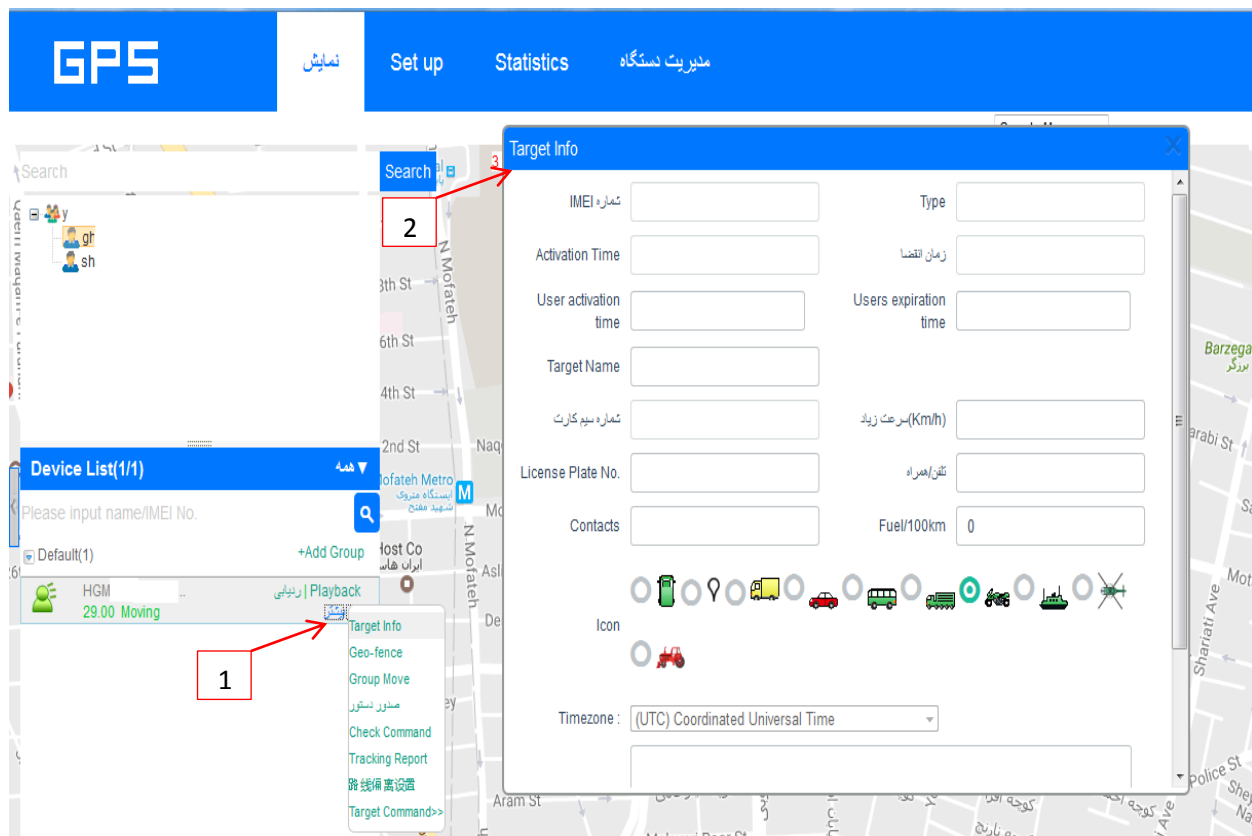 GPS
نمایش
Set up
Statistics
مدیریت دستگاه
Search
Search
y
gh
sh
2
3
Target Info
شماره IMEI
Type
Activation Time
زمان انقضا
User activation
time
Users expiration
time
Target Name
شماره سیم کارت
سرعت زیاد(Km/h)
License Plate No.
تلفن/همراه
Contacts
Fuel/100km
0
Icon
Timezone :
(UTC) Coordinated Universal Time
Device List(1/1)
همه
Please input name/IMEI No.
Default(1)
+Add Group
HGM
..
ردیابی | Playback
29.00 Moving
1
Target Info
Geo-fence
Group Move
صدور دستور
Check Command
Tracking Report
路线偏离设置
Target Command>>
N Mofateh
6th St
4th St
2nd St
Mofateh Metro
ایستگاه متروی
شهید مفتح
M
Host Co
N Mofateh
Aram St
Barzega
برزگر
arabi St
Shariati Ave
Police St
کوچه نارنج